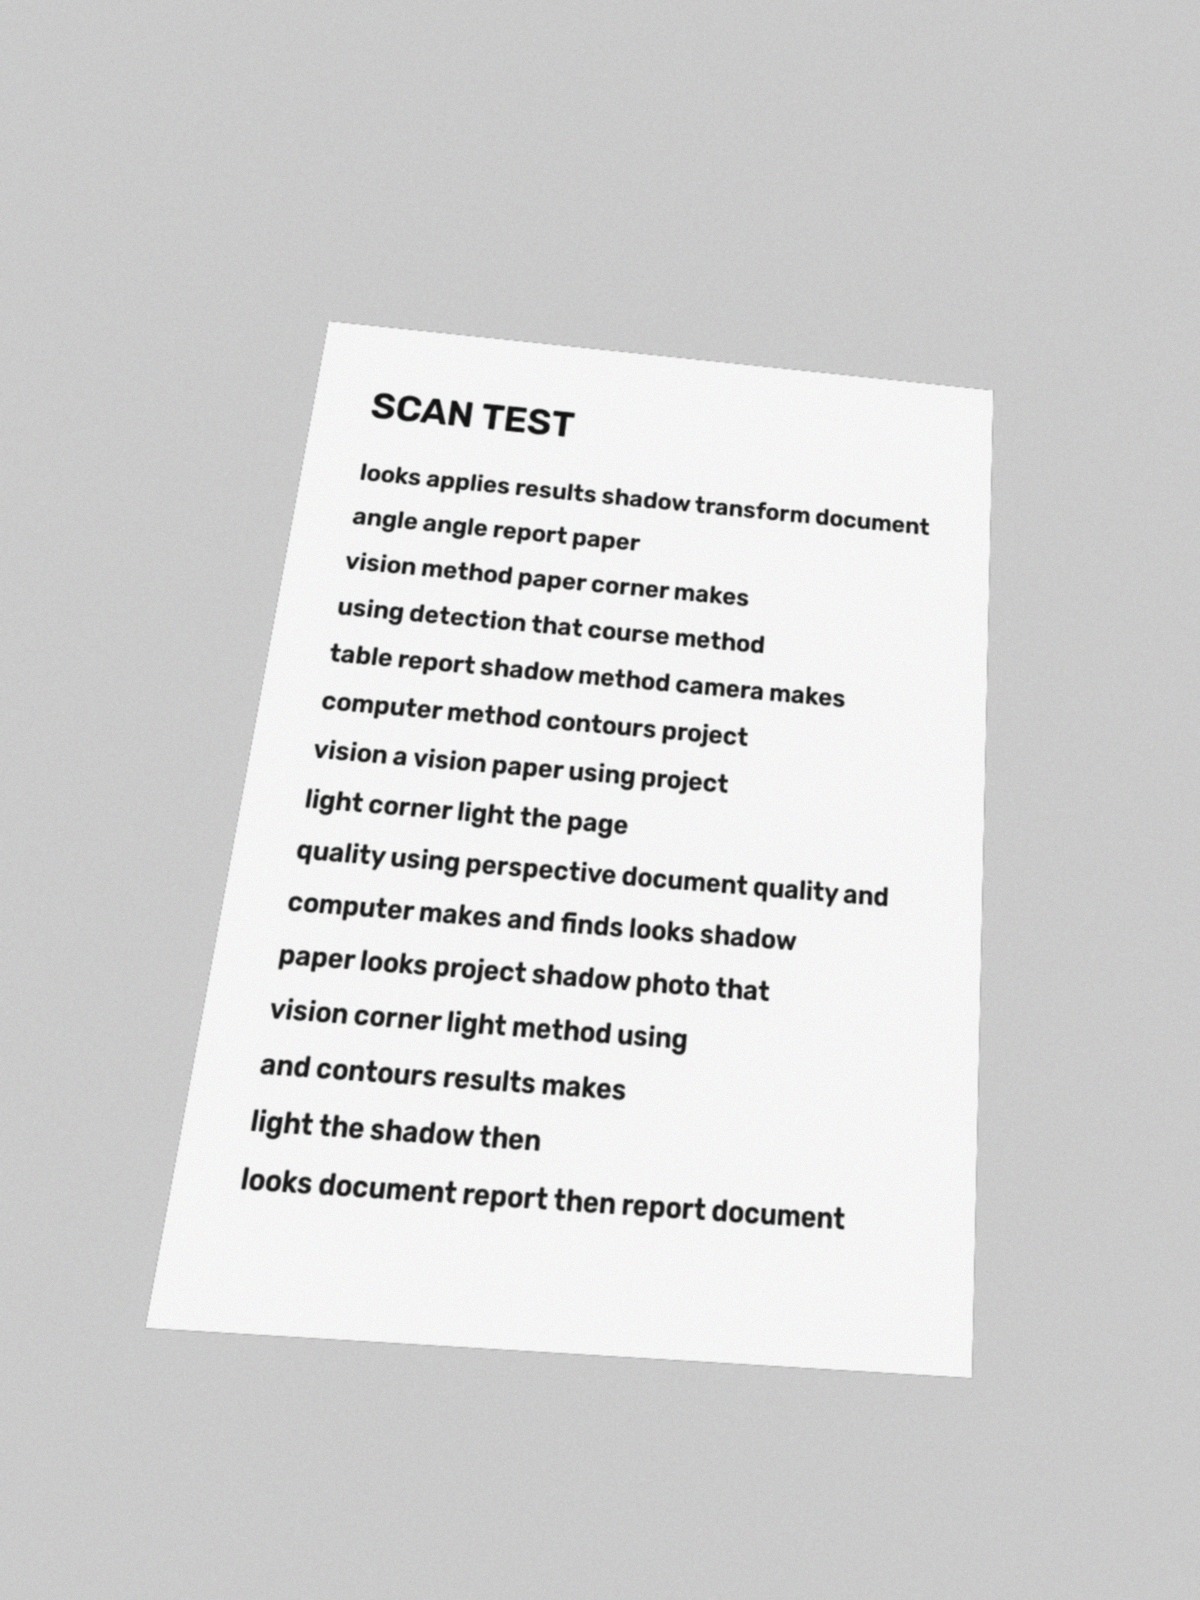 SCAN TEST
looks applies results shadow transform document
angle angle report paper
vision method paper corner makes
using detection that course method
table report shadow method camera makes
computer method contours project
vision a vision paper using project
light corner light the page
quality using perspective document quality and
computer makes and finds looks shadow
paper looks project shadow photo that
vision corner light method using
and contours results makes
light the shadow then
looks document report then report document